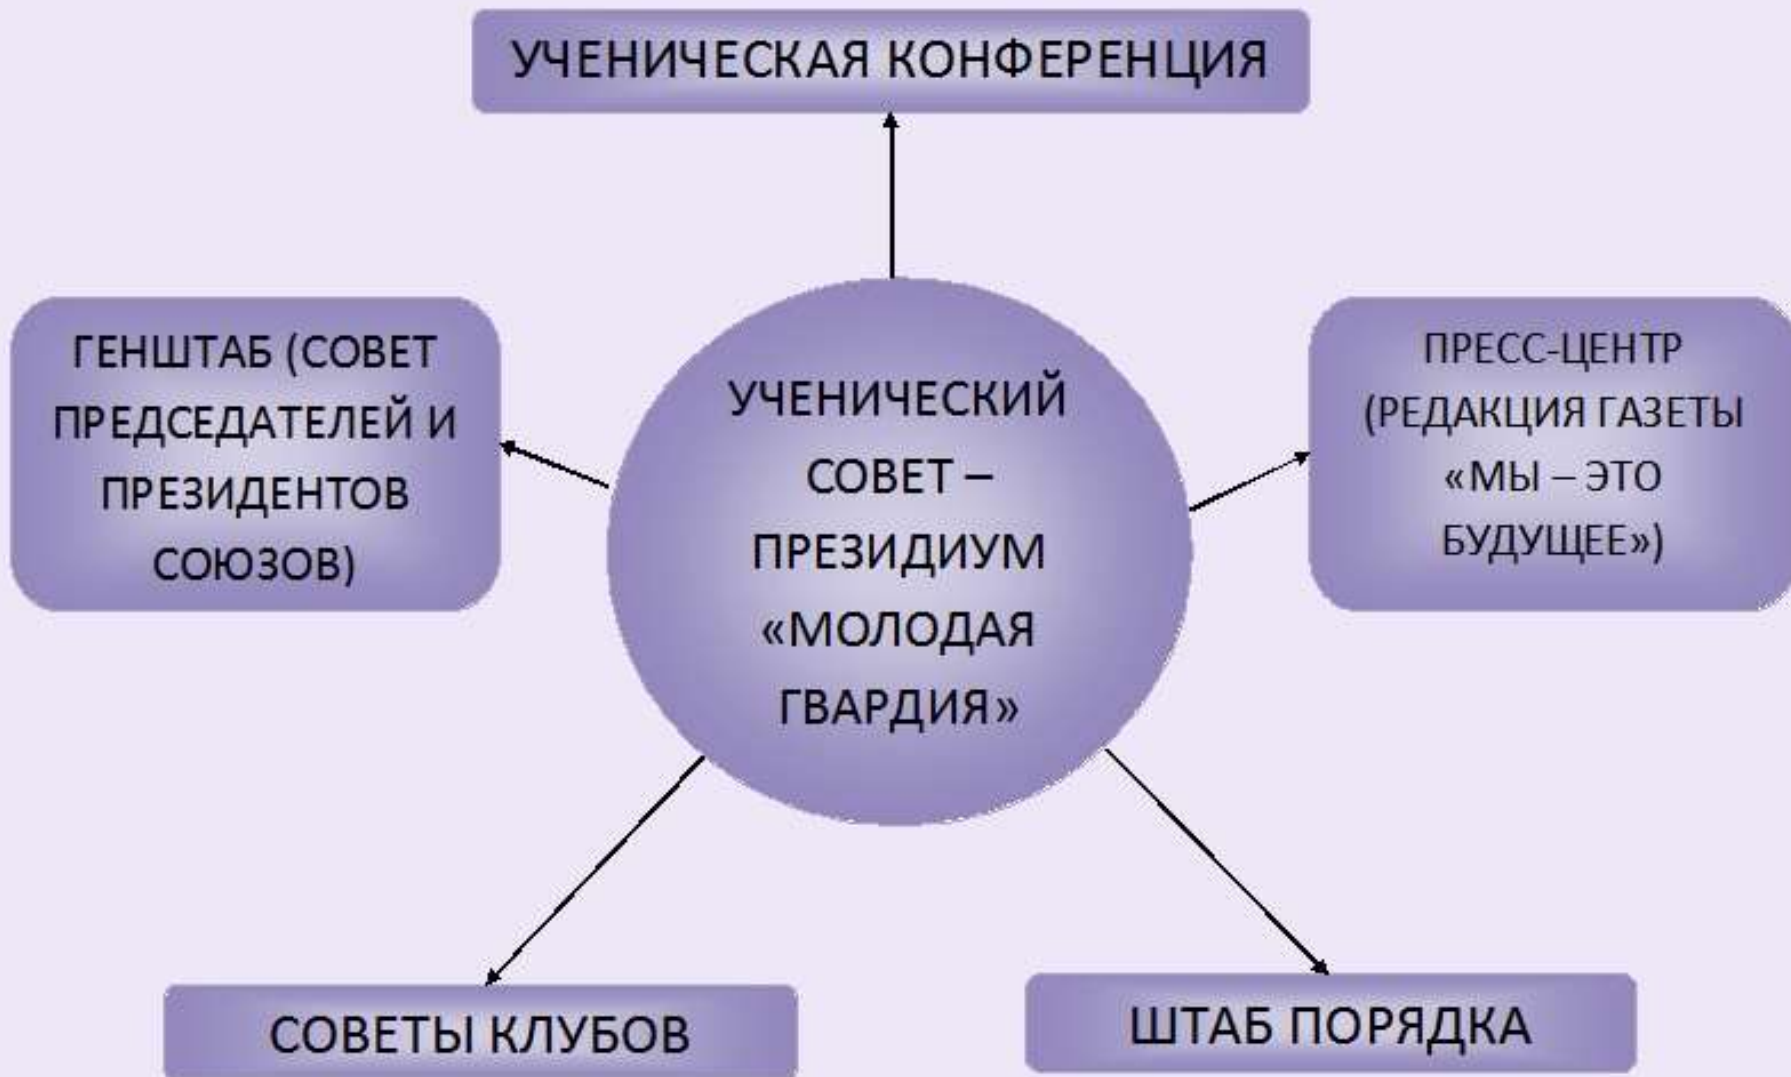 УЧЕНИЧЕСКАЯ КОНФЕРЕНЦИЯ
ГЕНШТАБ (СОВЕТ
ПРЕДСЕДАТЕЛЕЙ И
ПРЕЗИДЕНТОВ
СОЮЗОВ)
УЧЕНИЧЕСКИЙ
СОВЕТ –
ПРЕЗИДИУМ
«МОЛОДАЯ
ГВАРДИЯ»
ПРЕСС-ЦЕНТР
(РЕДАКЦИЯ ГАЗЕТЫ
«МЫ – ЭТО
БУДУЩЕЕ»)
СОВЕТЫ КЛУБОВ
ШТАБ ПОРЯДКА